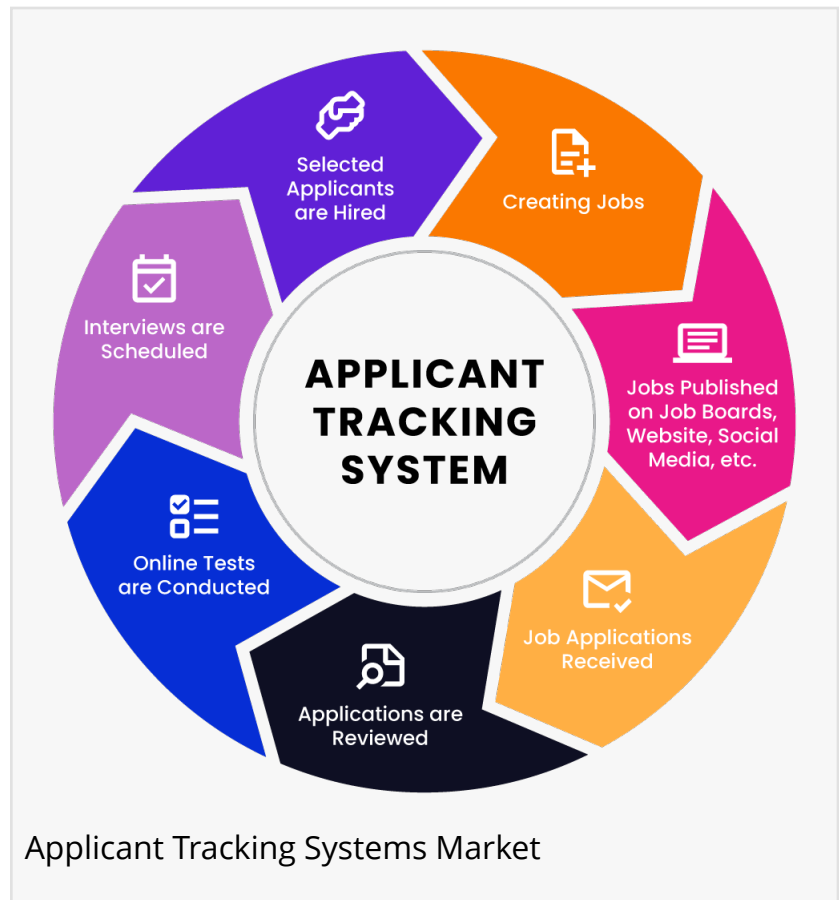 APPLICANT
TRACKING
SYSTEM
Creating Jobs
Jobs Published
on Job Boards,
Website, Social
Media, etc.
Job Applications
Received
Applications are
Reviewed
Online Tests
are Conducted
Interviews are
Scheduled
Selected
Applicants
are Hired
Applicant Tracking Systems Market